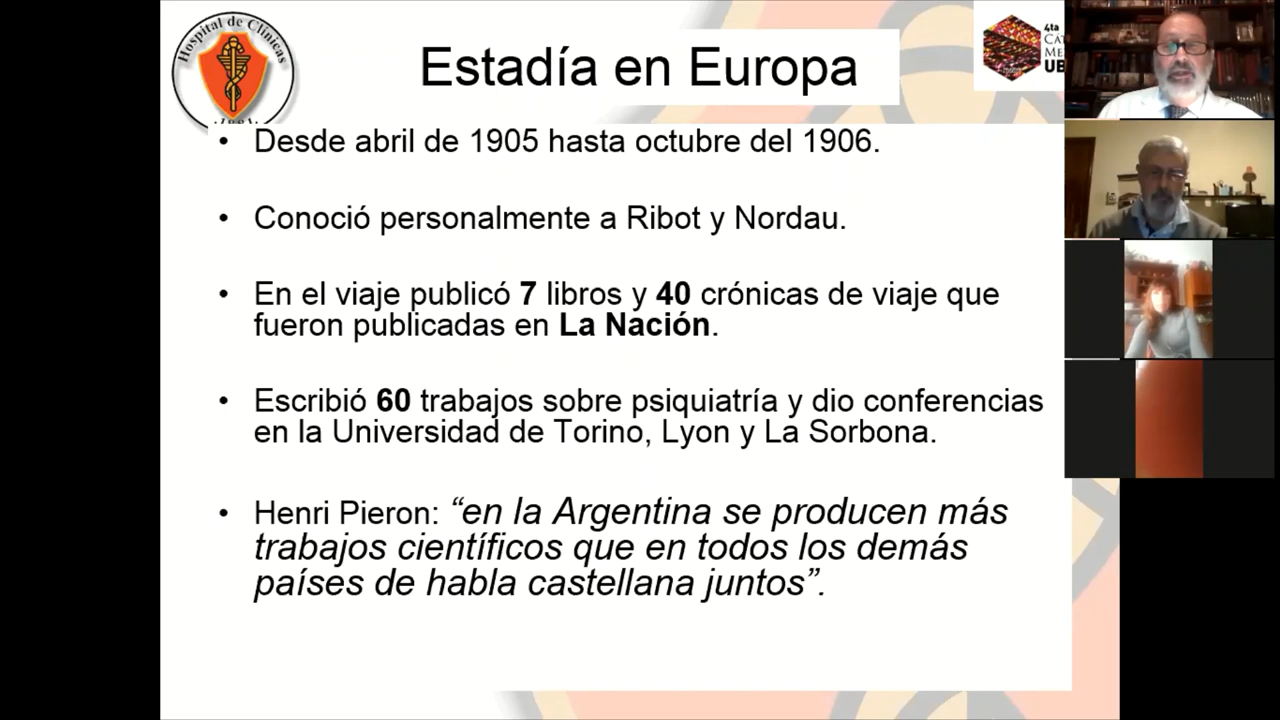 Hospital de Clínicas
1881
Estadía en Europa
4ta
UB
• Desde abril de 1905 hasta octubre del 1906.
• Conoció personalmente a Ribot y Nordau.
• En el viaje publicó 7 libros y 40 crónicas de viaje que
fueron publicadas en La Nación.
• Escribió 60 trabajos sobre psiquiatría y dio conferencias
en la Universidad de Torino, Lyon y La Sorbona.
• Henri Pieron: “en la Argentina se producen más
trabajos científicos que en todos los demás
países de habla castellana juntos”.